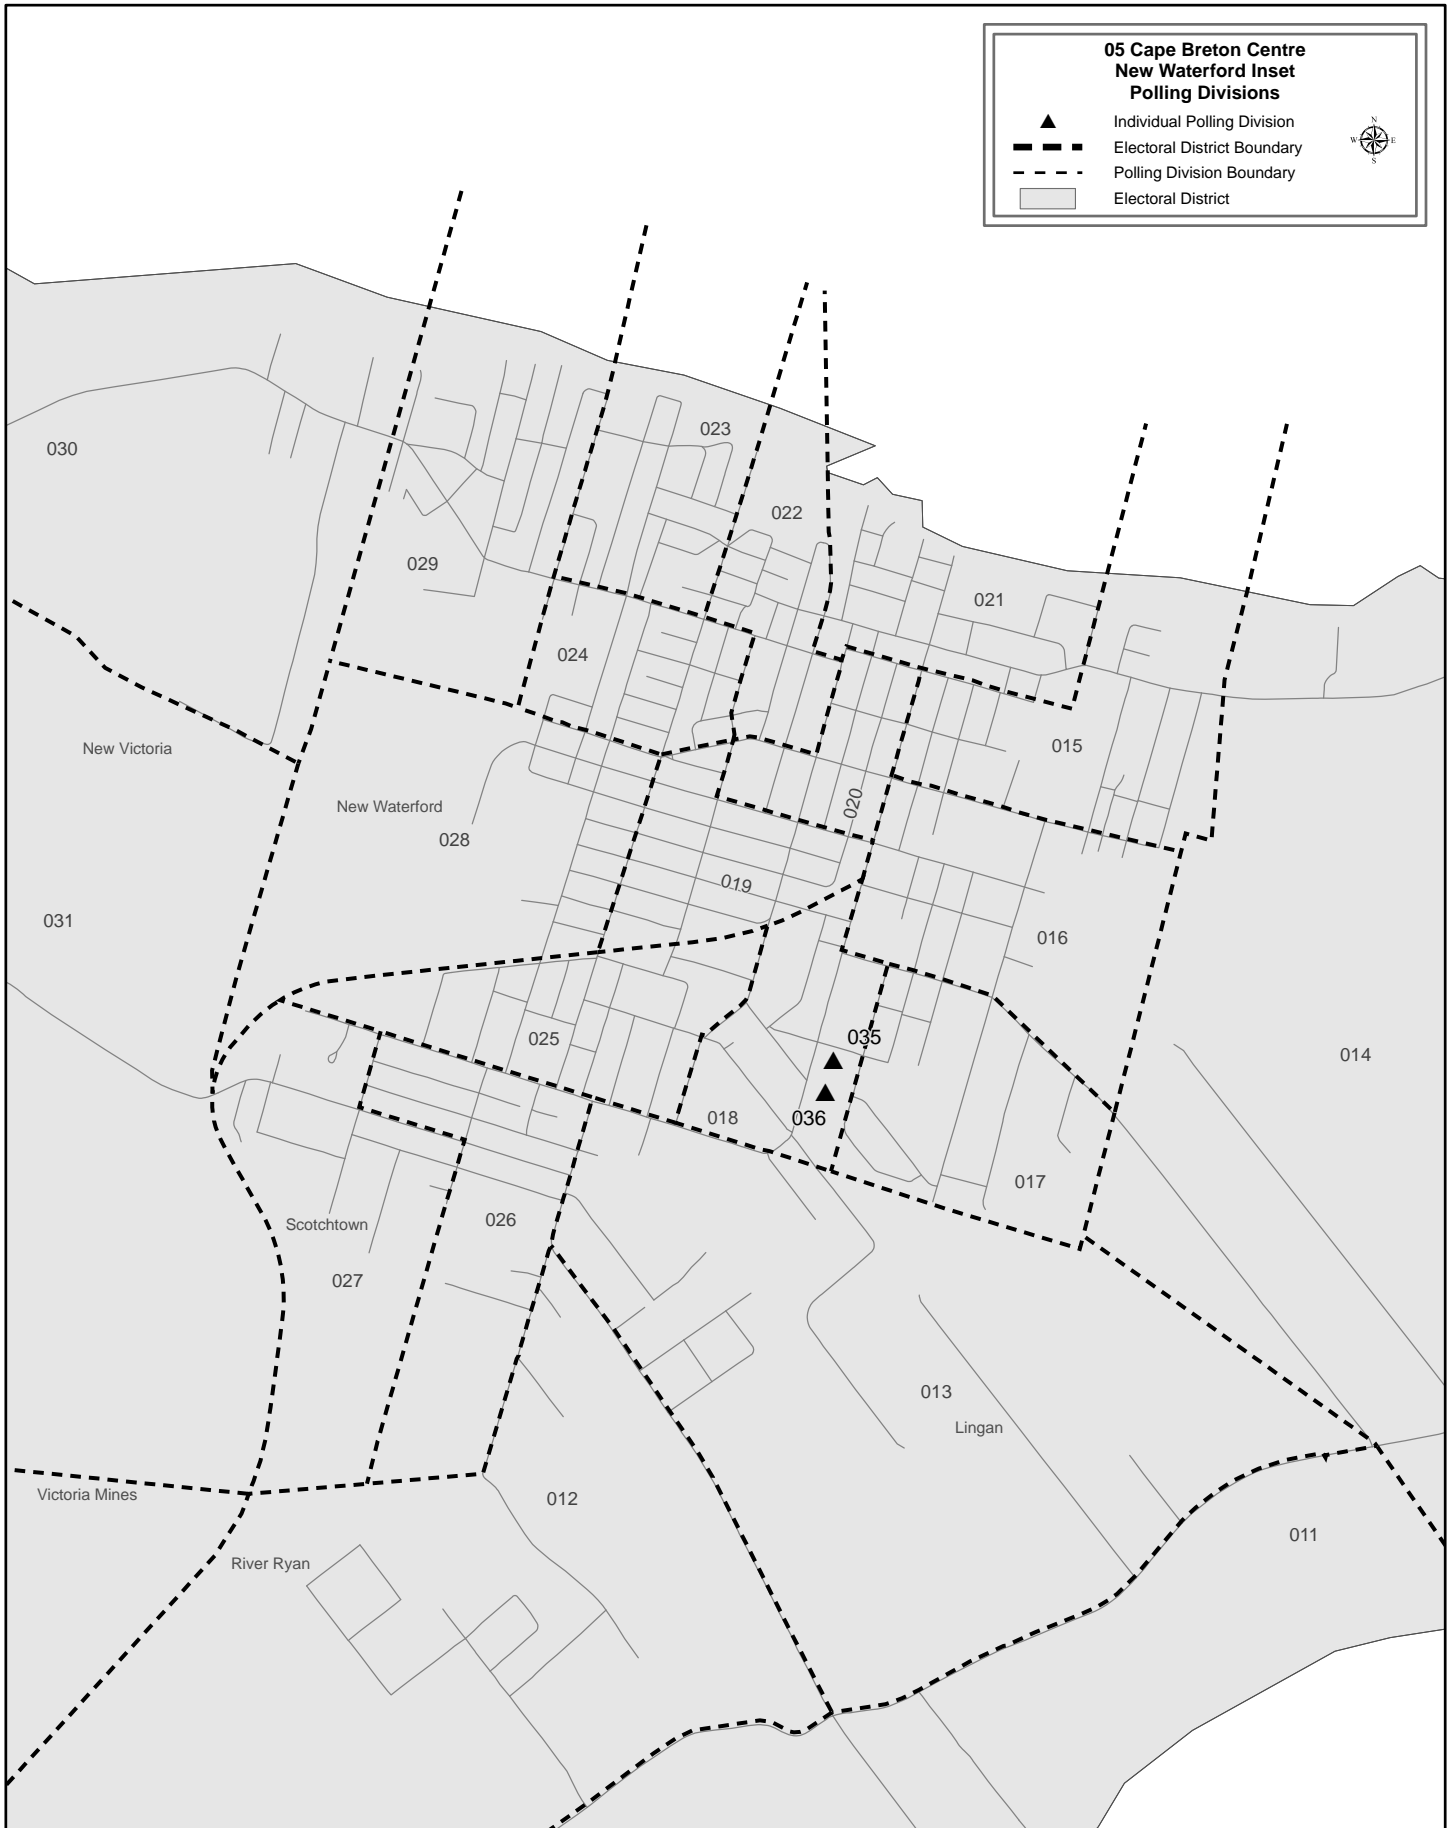 05 Cape Breton Centre
New Waterford Inset
Polling Divisions
Individual Polling Division
Electoral District Boundary
Polling Division Boundary
Electoral District
N
W E
S
023
030
022
029
021
024
015
New Victoria
New Waterford
020
028
019
031
016
035
025
014
036
018
017
026
Scotchtown
027
013
Lingan
Victoria Mines
012
011
River Ryan